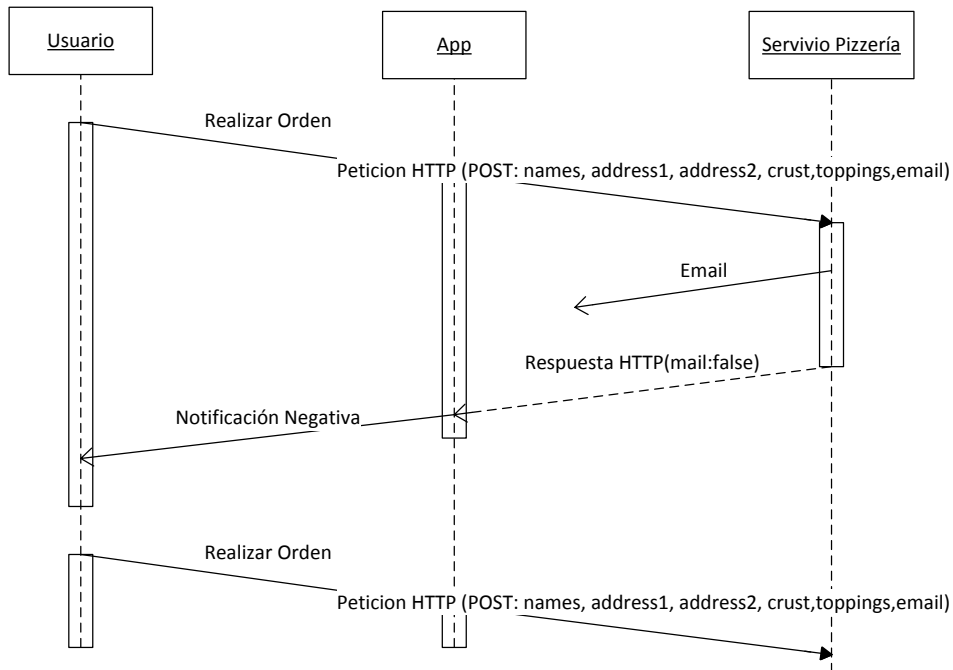 Usuario
App
Servivio Pizzería
Realizar Orden
Peticion HTTP (POST: names, address1, address2, crust,toppings,email)
Email
Respuesta HTTP(mail:false)
Notificación Negativa
Realizar Orden
Peticion HTTP (POST: names, address1, address2, crust,toppings,email)